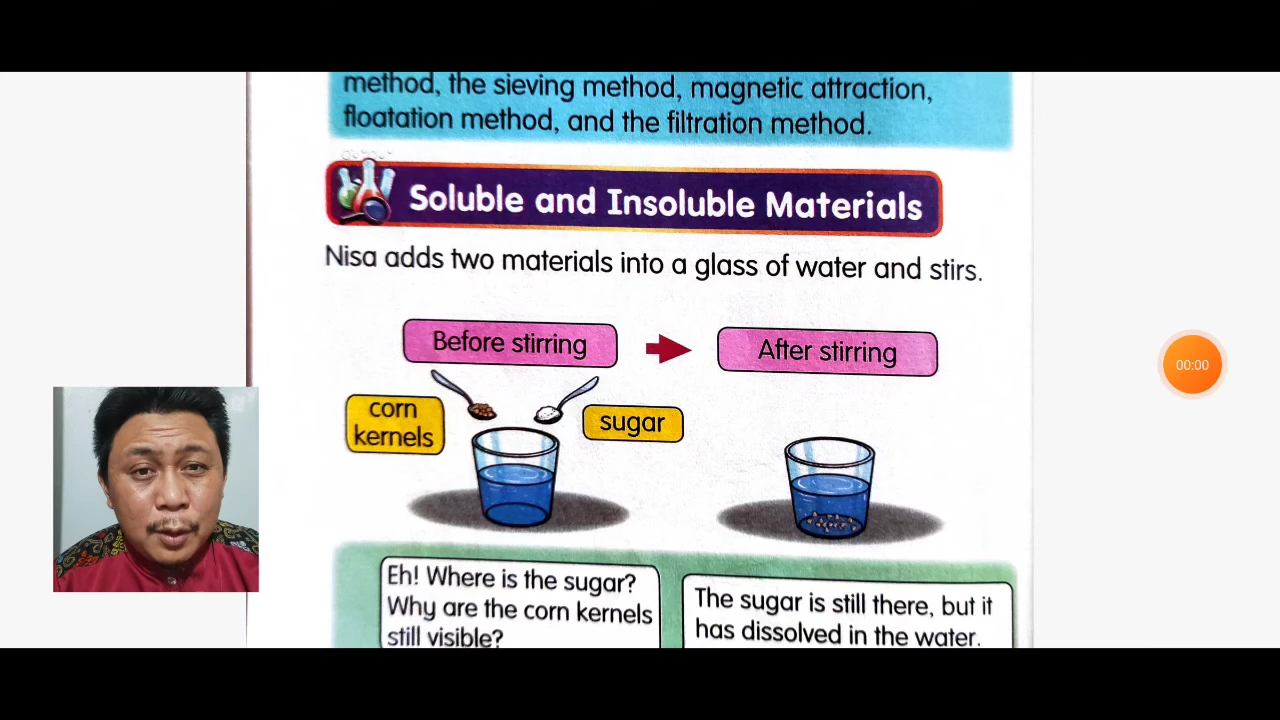 method, the sieving method, magnetic attraction,
floatation method, and the filtration method.
Soluble and Insoluble Materials
Nisa adds two materials into a glass of water and stirs.
Before stirring
After stirring
corn
kernels
sugar
Eh! Where is the sugar?
Why are the corn kernels
still visible?
The sugar is still there, but it
has dissolved in the water.
00:00